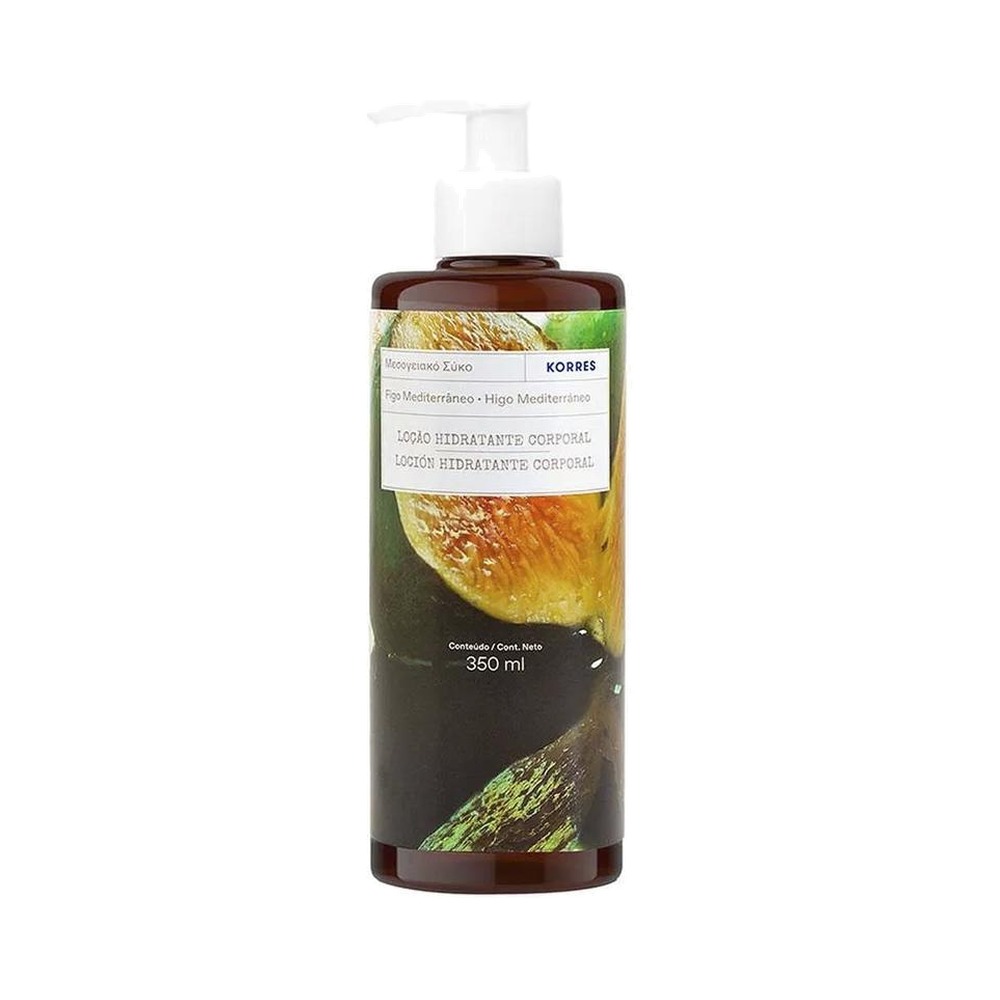 Μεσογειακό Σύκο
KORRES
Figo Mediterrâneo • Higo Mediterráneo
LOÇÃO HIDRATANTE CORPORAL
LOCIÓN HIDRATANTE CORPORAL
Conteúdo / Cont. Neto
350 ml